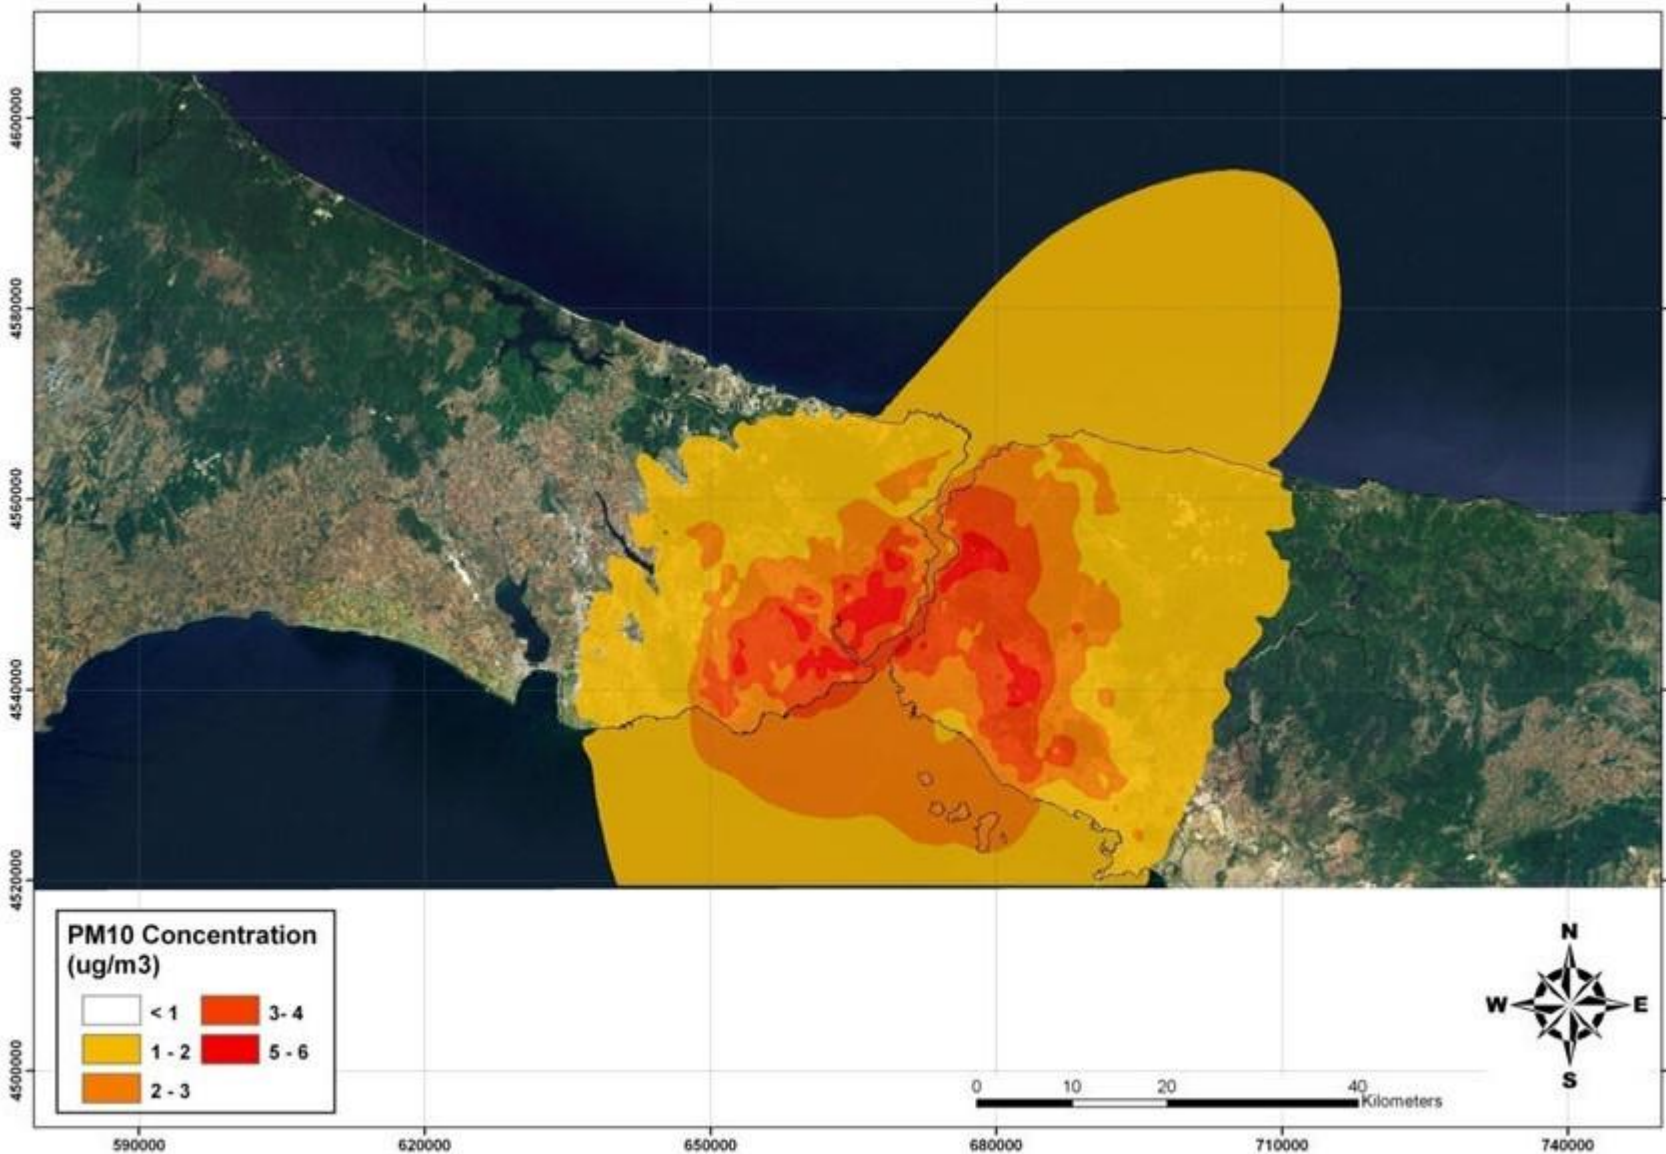 4600000
4580000
4560000
4540000
4520000
4500000
PM10 Concentration
(ug/m3)
< 1
3- 4
1 - 2
5 - 6
2 - 3
N
W
E
S
0 10 20 40
Kilometers
590000 620000 650000 680000 710000 740000